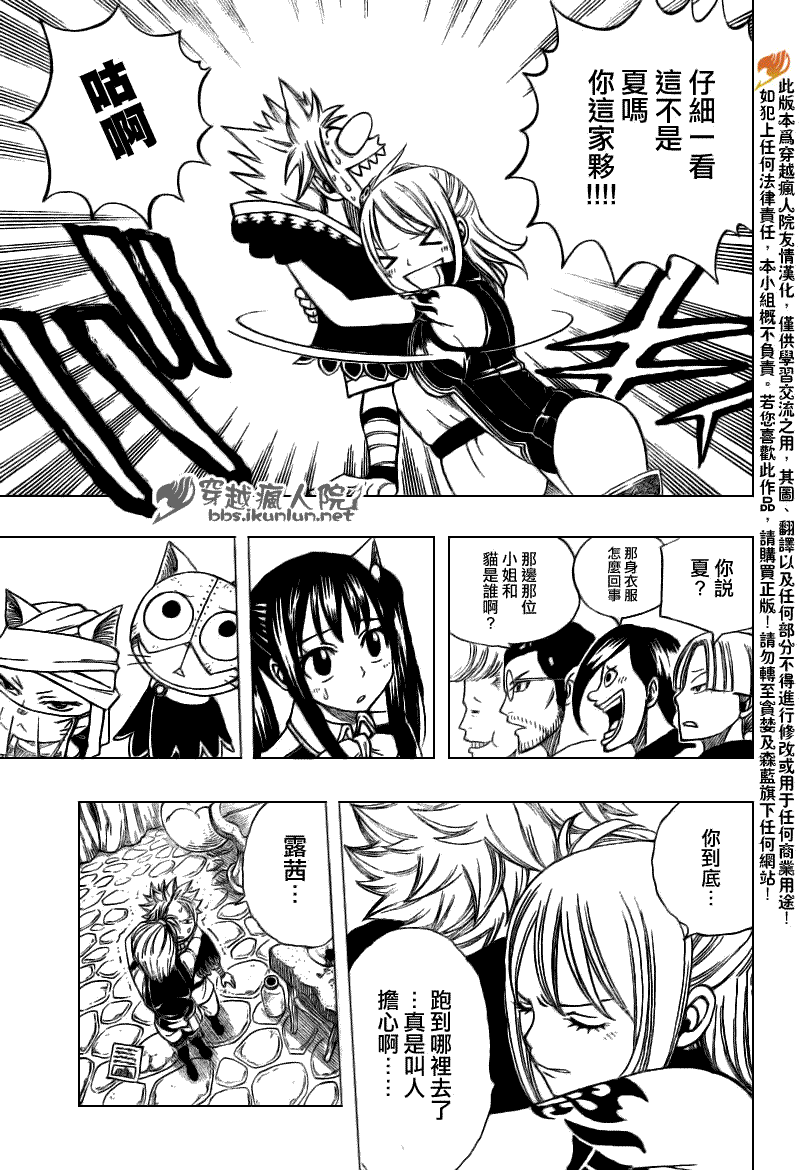 仔細一看
這不是
夏嗎
你這家夥!!!!
咕啊
穿越瘋人院
bbs.ikunlun.net
你說
夏？
那身衣服
怎麼回事
那邊那位
小姐和
貓是誰啊？
你到底…
跑到哪裡去了
…真是叫人
擔心啊……
露茜…
此版本爲穿越瘋人院友情漢化，僅供學習交流之用，其圖、翻譯以及任何部分不得進行修改或用于任何商業用途！
如犯上任何法律責任，本小組概不負責。若您喜歡此作品，請購買正版！請勿轉至貪婪及森藍旗下任何網站！